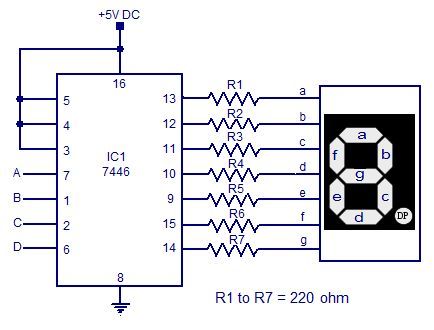 +5V DC
16
5
4
3
A 7
B 1
C 2
D 6
IC1
7446
8
13 R1 a
12 R2 b
11 R3 c
10 R4 d
9 R5 e
15 R6 f
14 R7 g
a
f b
g
e c
d DP
R1 to R7 = 220 ohm